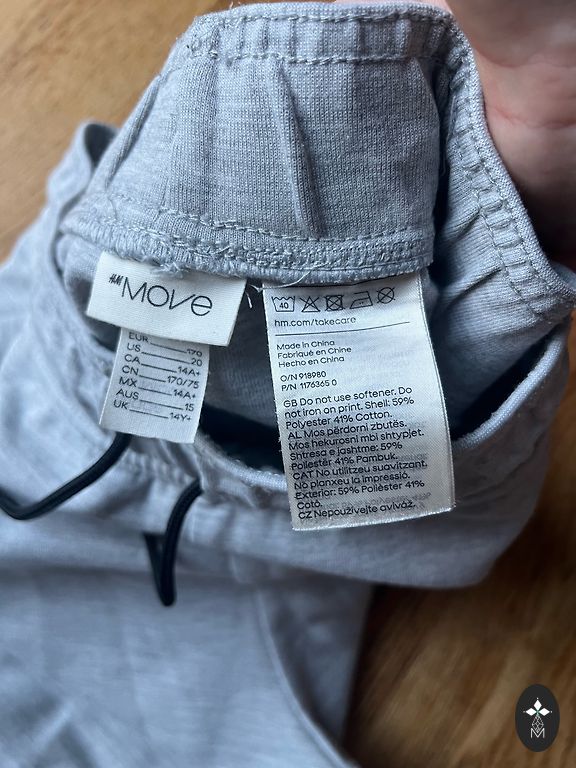 H&M MOVE
EUR 170
US 20
CA 14A+
CN 170/75
MX 14A+
AUS 15
UK 14Y+
40
hm.com/takecare
Made in China
Fabriqué en Chine
Hecho en China
O/N 918980
P/N 1176365 0
GB Do not use softener. Do
not iron on print. Shell: 59%
Polyester 41% Cotton.
AL Mos përdorni zbutës.
Mos hekurosni mbi shtypjet.
Shtresa e jashtme: 59%
Poliestër 41% Pambuk.
CAT No utilitzeu suavitzant.
No planxeu la impressió.
Exterior: 59% Polièster 41%
Cotó.
CZ Nepoužívejte aviváž.
M